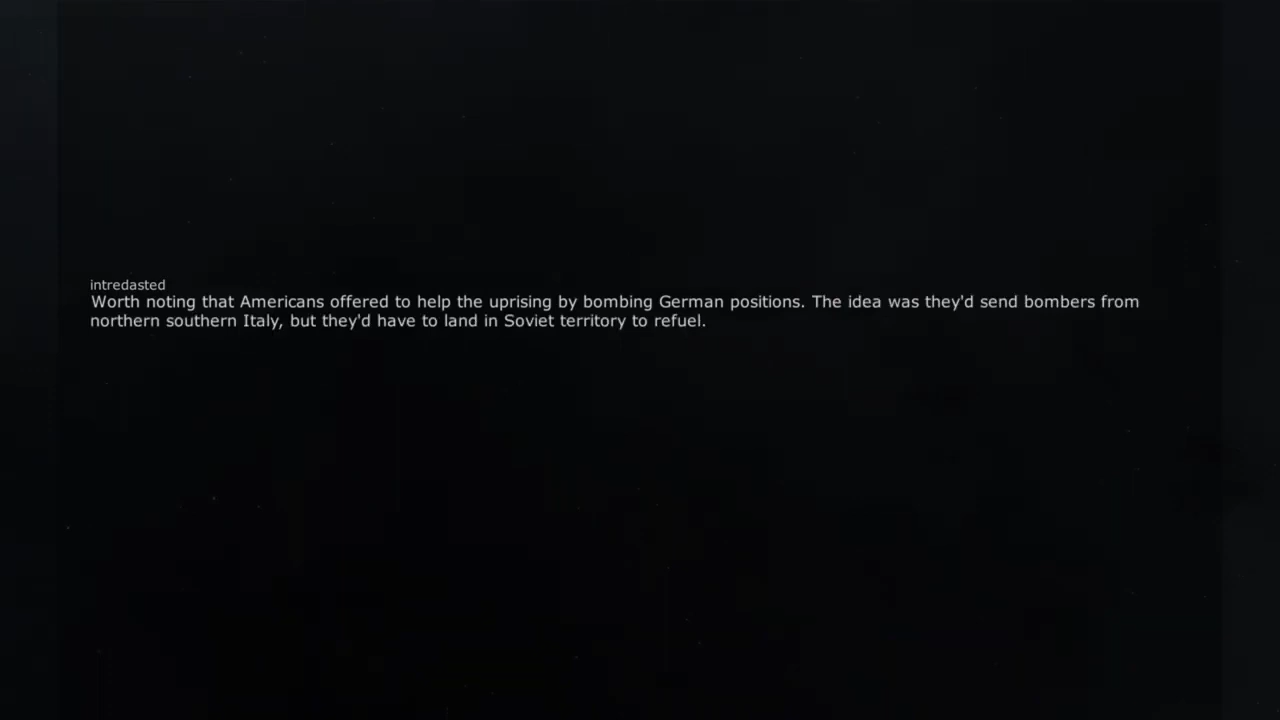 intredasted
Worth noting that Americans offered to help the uprising by bombing German positions. The idea was they'd send bombers from
northern southern Italy, but they'd have to land in Soviet territory to refuel.